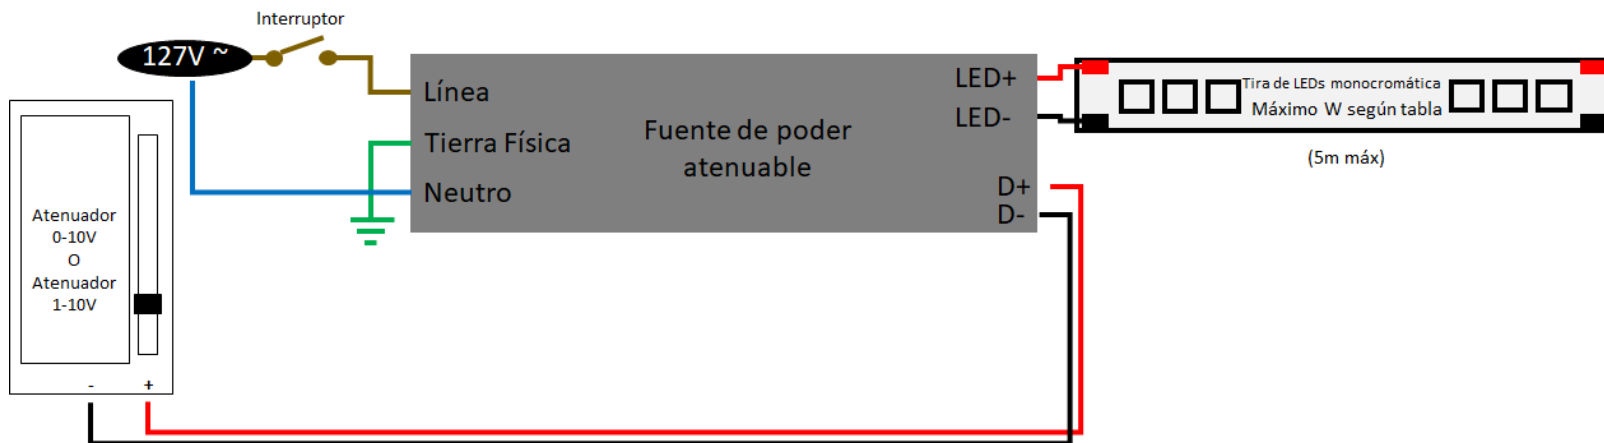 Interruptor
127V ~
Línea
Tierra Física
Neutro
Fuente de poder
atenuable
LED+
LED-
D+
D-
Tira de LEDs monocromática
Máximo W según tabla
(5m máx)
Atenuador
0-10V
O
Atenuador
1-10V
- +